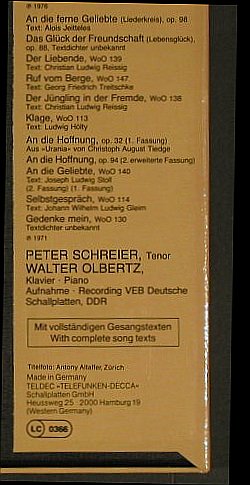 ℗ 1976
An die ferne Geliebte (Liederkreis), op. 98
Text: Alois Jeitteles
Das Glück der Freundschaft (Lebensglück),
op. 88, Textdichter unbekannt
Der Liebende, WoO 139
Text: Christian Ludwig Reissig
Ruf vom Berge, WoO 147.
Text: Georg Friedrich Treitschke
Der Jüngling in der Fremde, WoO 138
Text: Christian Ludwig Reissig
Klage, WoO 113
Text: Ludwig Hölty
An die Hoffnung, op. 32 (1. Fassung)
Aus »Urania« von Christoph August Tiedge
An die Hoffnung, op. 94 (2. erweiterte Fassung)
An die Geliebte, WoO 140
Text: Joseph Ludwig Stoll
(2. Fassung) (1. Fassung)
Selbstgespräch, WoO 114
Text: Johann Wilhelm Ludwig Gleim
Gedenke mein, WoO 130
Textdichter unbekannt
℗ 1971
PETER SCHREIER, Tenor
WALTER OLBERTZ,
Klavier · Piano
Aufnahme · Recording VEB Deutsche
Schallplatten, DDR
Mit vollständigen Gesangstexten
With complete song texts
Titelfoto: Antony Altaffer, Zürich
Made in Germany
TELDEC »TELEFUNKEN-DECCA«
Schallplatten GmbH
Heussweg 25 · 2000 Hamburg 19
(Western Germany)
LC 0366